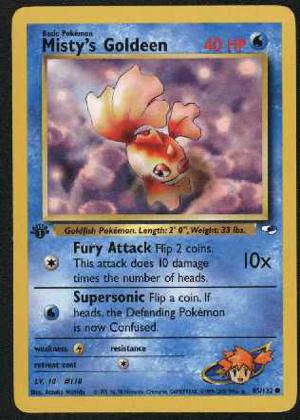 Basic Pokémon
Misty's Goldeen 40 HP
Goldfish Pokémon. Length: 2' 0", Weight: 33 lbs.
Fury Attack Flip 2 coins.
This attack does 10 damage 10x
times the number of heads.
Supersonic Flip a coin. If
heads, the Defending Pokémon
is now Confused.
weakness resistance
retreat cost
LV. 10 #118
85/132